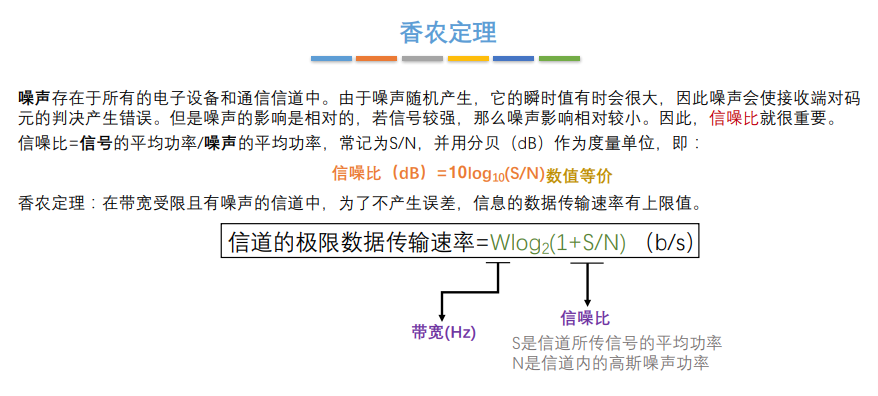 香农定理
噪声存在于所有的电子设备和通信信道中。由于噪声随机产生，它的瞬时值有时会很大，因此噪声会使接收端对码
元的判决产生错误。但是噪声的影响是相对的，若信号较强，那么噪声影响相对较小。因此，信噪比就很重要。
信噪比=信号的平均功率/噪声的平均功率，常记为S/N，并用分贝（dB）作为度量单位，即：
信噪比（dB）=10log₁₀(S/N)数值等价
香农定理：在带宽受限且有噪声的信道中，为了不产生误差，信息的数据传输速率有上限值。
信道的极限数据传输速率=Wlog₂(1+S/N) （b/s）
带宽(Hz)
信噪比
S是信道所传信号的平均功率
N是信道内的高斯噪声功率